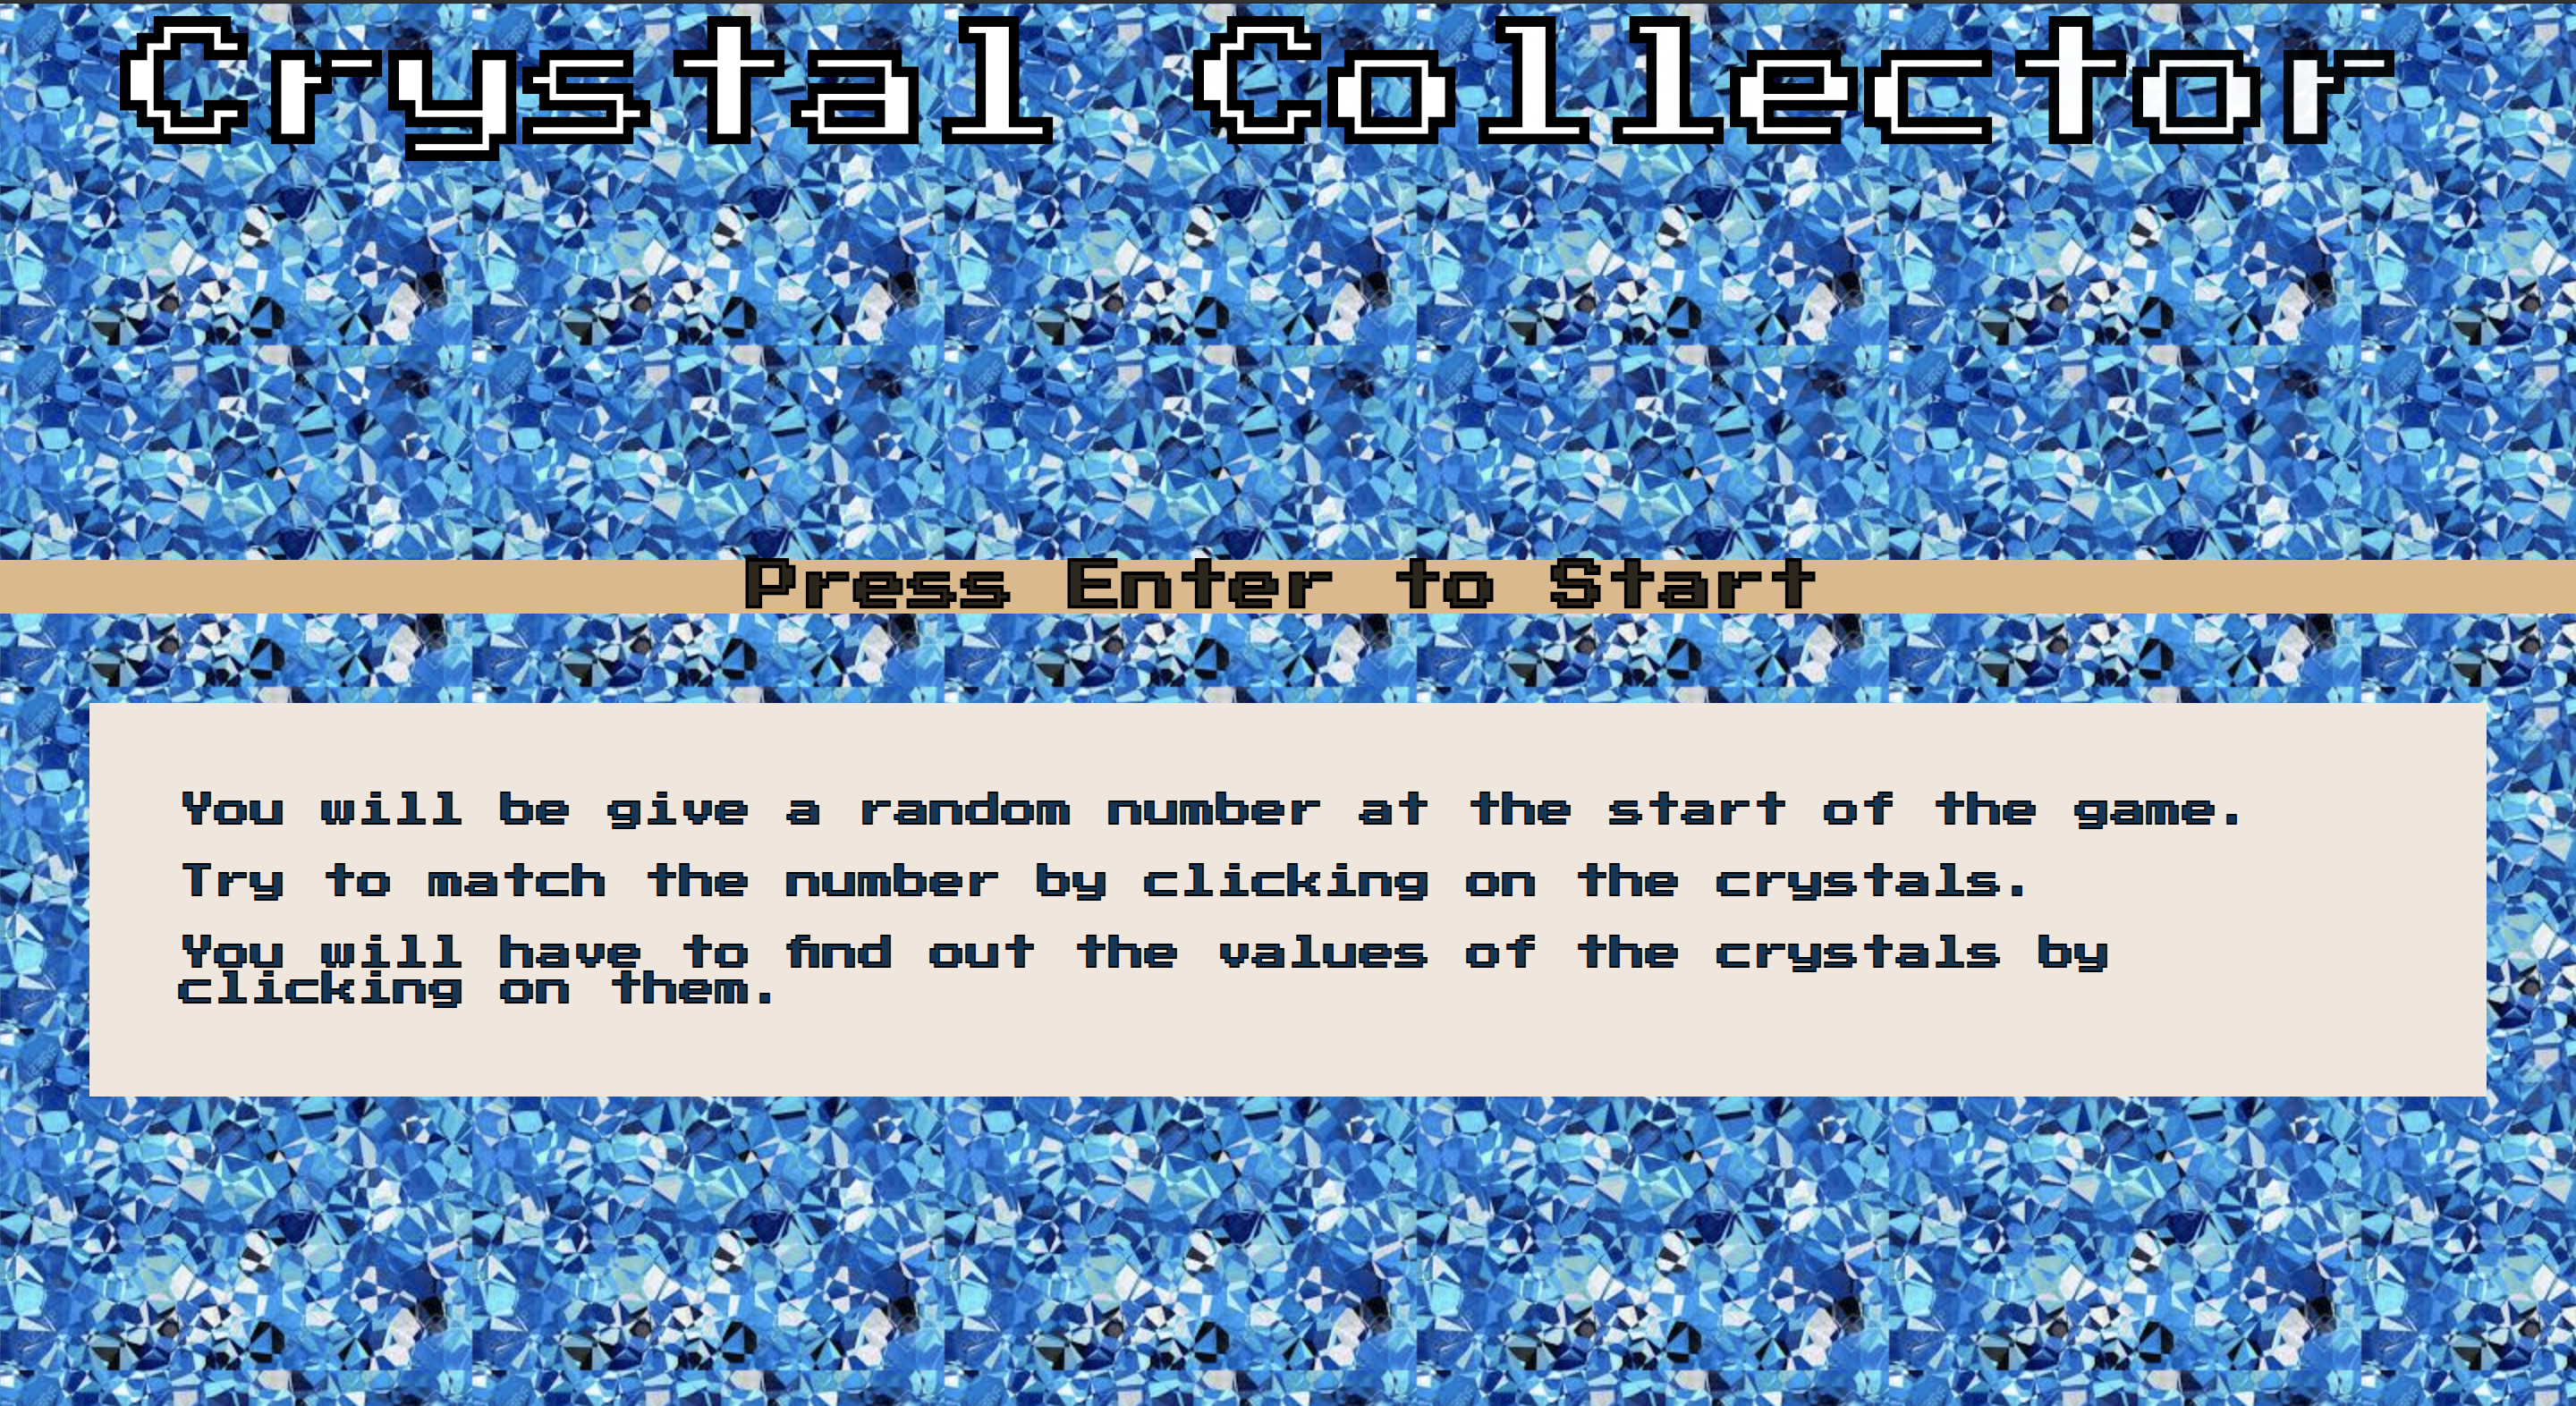 Crystal Collector
Press Enter to Start
You will be give a random number at the start of the game.
Try to match the number by clicking on the crystals.
You will have to find out the values of the crystals by
clicking on them.